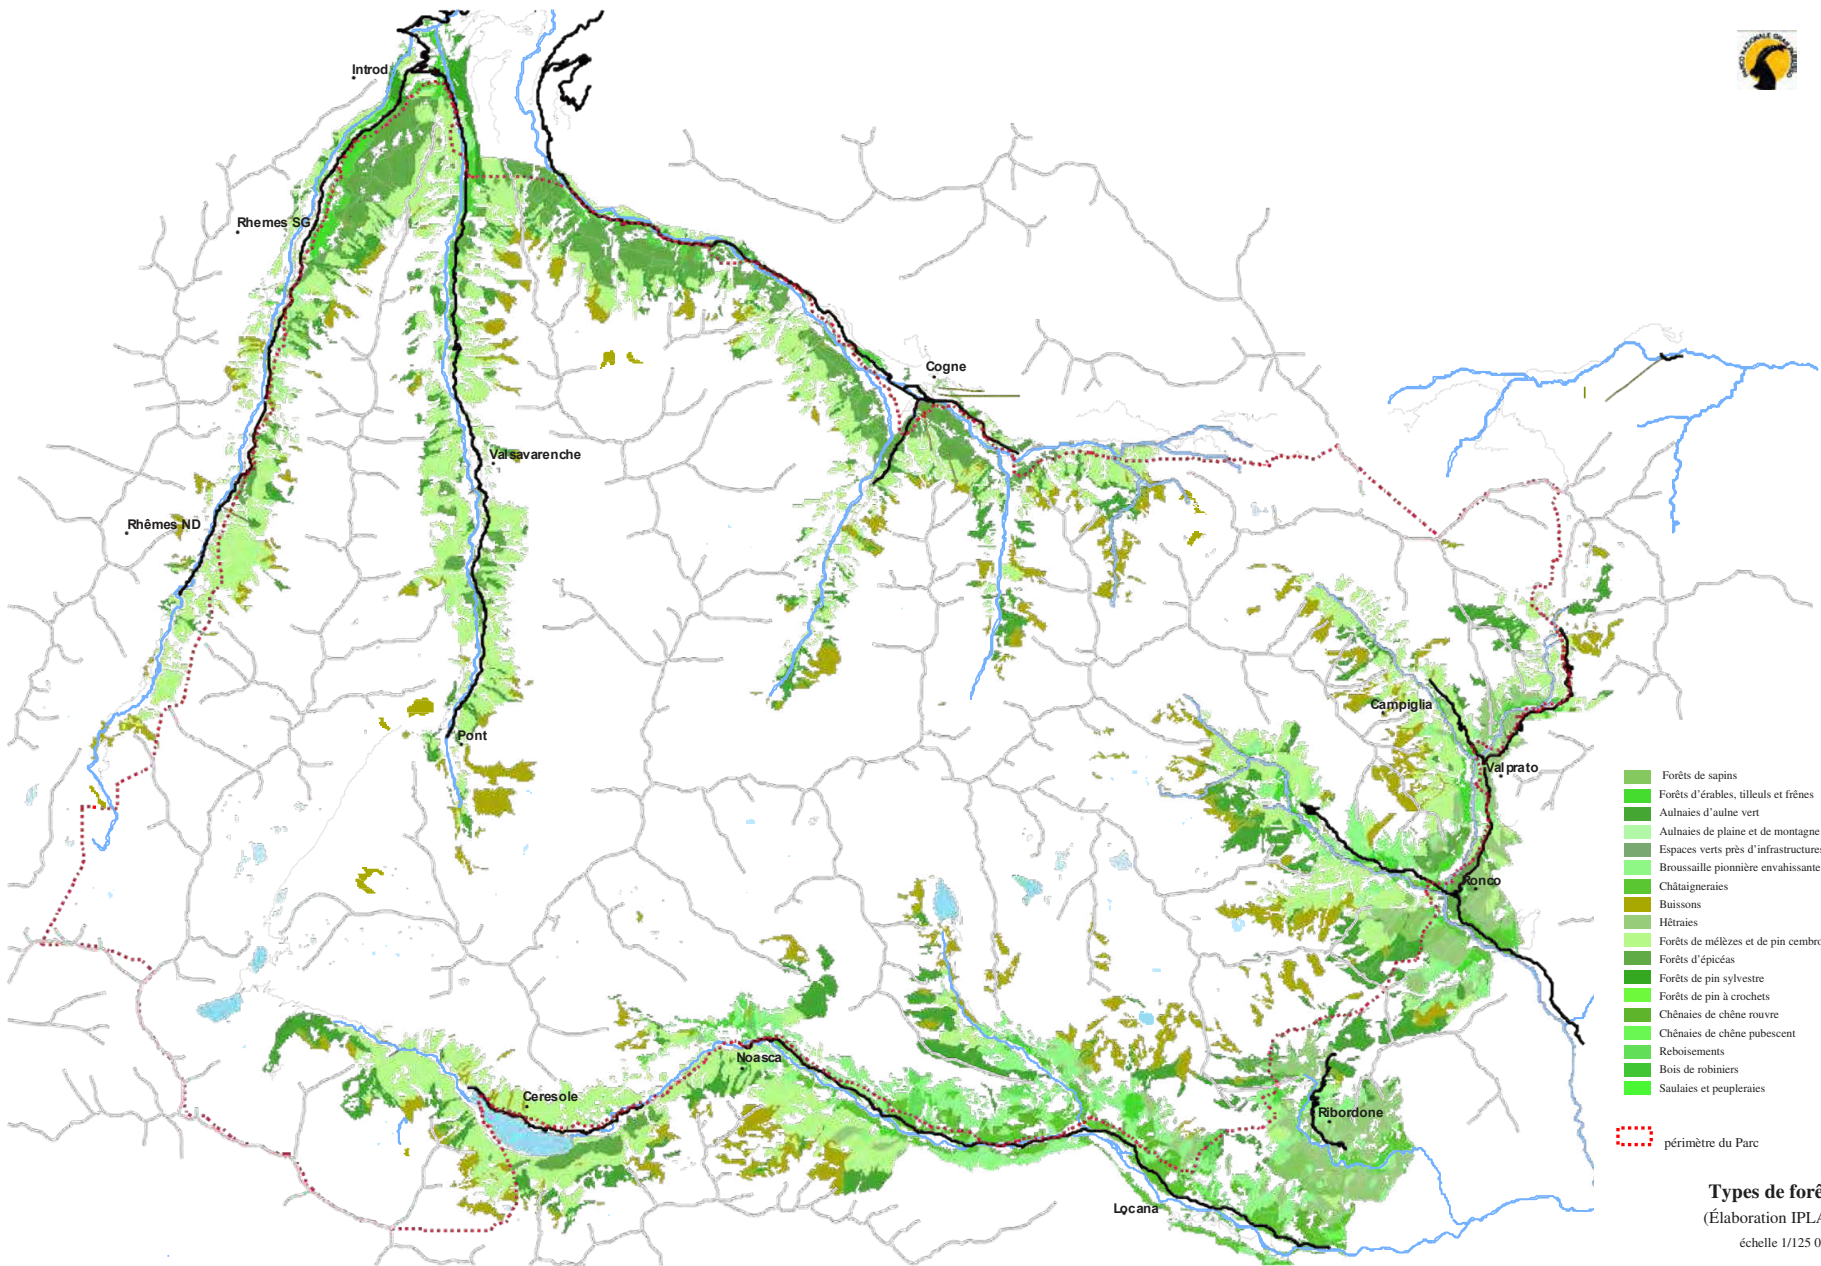 PARCO NAZIONALE GRAN PARADISO
Introd
Rhemes SG
Cogne
Valsavarenche
Rhêmes ND
Campiglia
Pont
Valprato
Ronco
Noasca
Ceresole
Ribordone
Locana
Forêts de sapins
Forêts d'érables, tilleuls et frênes
Aulnaies d'aulne vert
Aulnaies de plaine et de montagne
Espaces verts près d'infrastructures
Broussaille pionnière envahissante
Châtaigneraies
Buissons
Hêtraies
Forêts de mélèzes et de pin cembro
Forêts d'épicéas
Forêts de pin sylvestre
Forêts de pin à crochets
Chênaies de chêne rouvre
Chênaies de chêne pubescent
Reboisements
Bois de robiniers
Saulaies et peupleraies
périmètre du Parc
Types de forê
(Élaboration IPLA
échelle 1/125 0